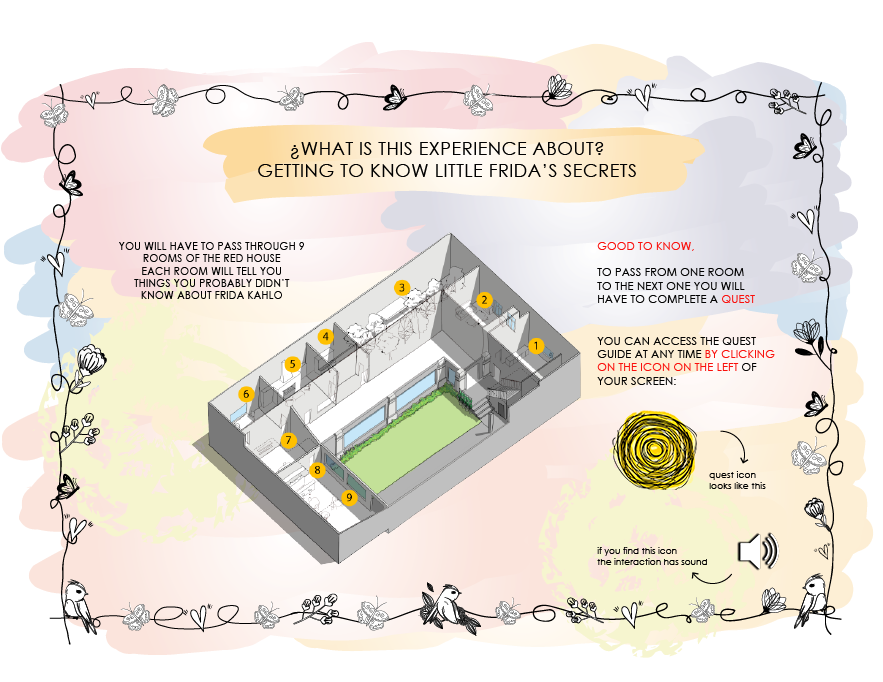 ¿WHAT IS THIS EXPERIENCE ABOUT?
GETTING TO KNOW LITTLE FRIDA'S SECRETS
YOU WILL HAVE TO PASS THROUGH 9
ROOMS OF THE RED HOUSE
EACH ROOM WILL TELL YOU
THINGS YOU PROBABLY DIDN'T
KNOW ABOUT FRIDA KAHLO
3
2
4
1
5
6
7
8
9
GOOD TO KNOW,
TO PASS FROM ONE ROOM
TO THE NEXT ONE YOU WILL
HAVE TO COMPLETE A QUEST
YOU CAN ACCESS THE QUEST
GUIDE AT ANY TIME BY CLICKING
ON THE ICON ON THE LEFT OF
YOUR SCREEN:
quest icon
looks like this
if you find this icon
the interaction has sound